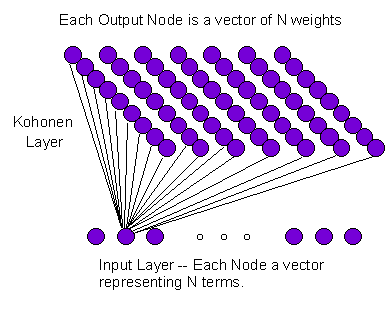 Each Output Node is a vector of N weights
Kohonen
Layer
Input Layer -- Each Node a vector
representing N terms.